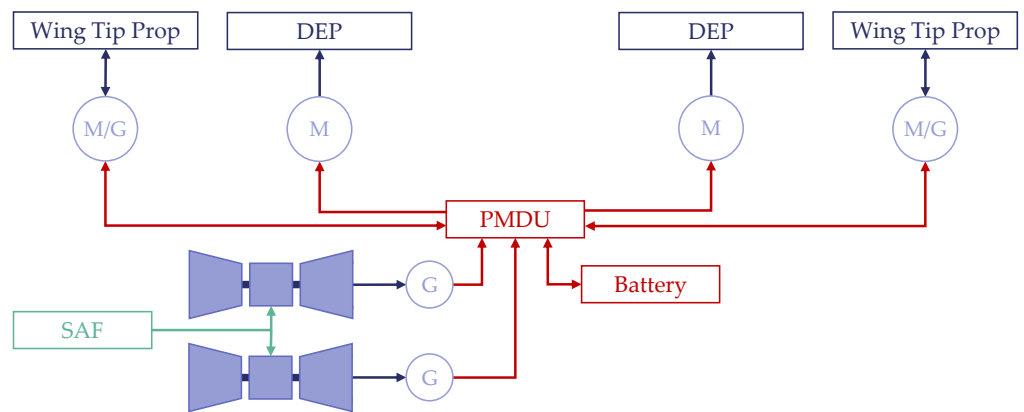 Wing Tip Prop
DEP
DEP
Wing Tip Prop
M/G
M
M
M/G
PMDU
G
Battery
SAF
G